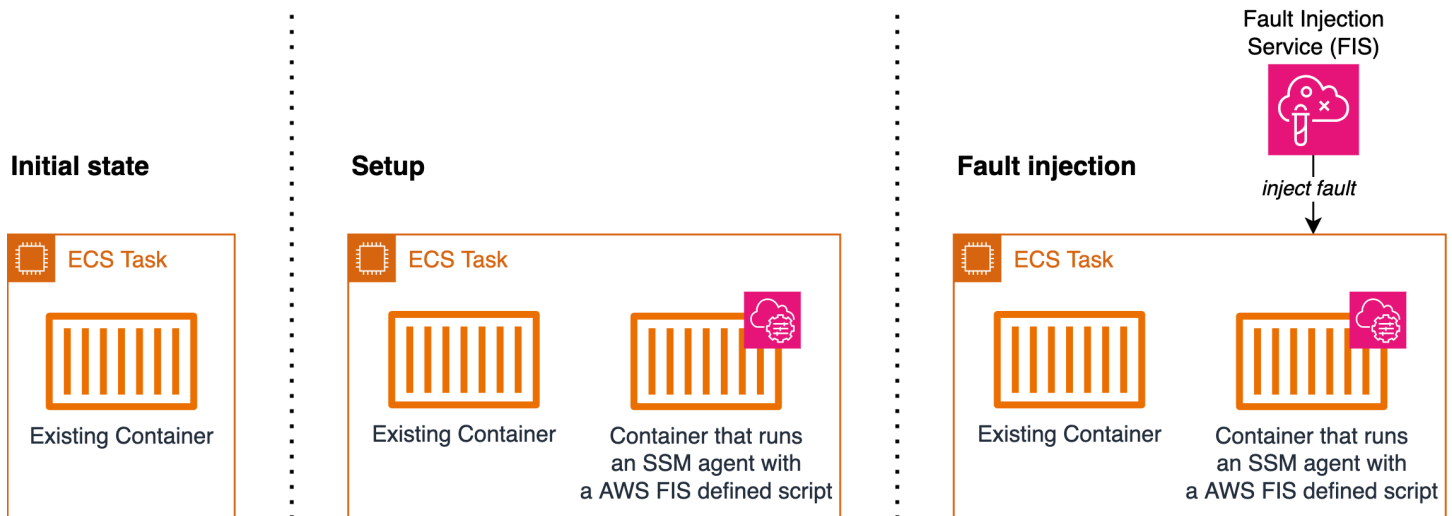 Initial state
ECS Task
Existing Container
Setup
ECS Task
Existing Container
Container that runs
an SSM agent with
a AWS FIS defined script
Fault Injection
Service (FIS)
Fault injection
inject fault
ECS Task
Existing Container
Container that runs
an SSM agent with
a AWS FIS defined script